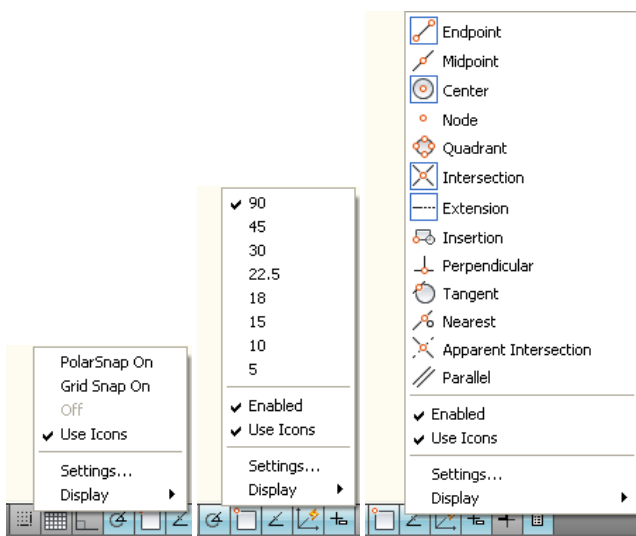 PolarSnap On
Grid Snap On
Off
Use Icons
Settings...
Display
90
45
30
22.5
18
15
10
5
Enabled
Use Icons
Settings...
Display
Endpoint
Midpoint
Center
Node
Quadrant
Intersection
Extension
Insertion
Perpendicular
Tangent
Nearest
Apparent Intersection
Parallel
Enabled
Use Icons
Settings...
Display